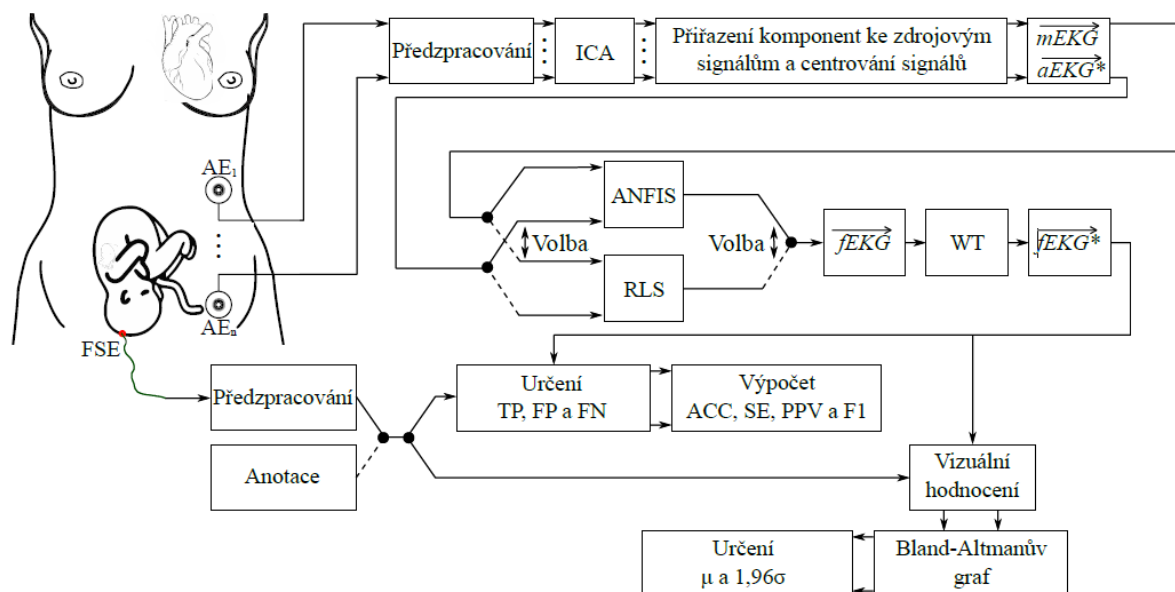 Předzpracování
ICA
Přiřazení komponent ke zdrojovým
signálům a centrování signálů
mEKG
aEKG*
AE₁
ANFIS
Volba
Volba
RLS
fEKG
WT
fEKG*
AEₙ
FSE
Předzpracování
Anotace
Určení
TP, FP a FN
Výpočet
ACC, SE, PPV a F1
Vizuální
hodnocení
Určení
μ a 1,96σ
Bland-Altmanův
graf